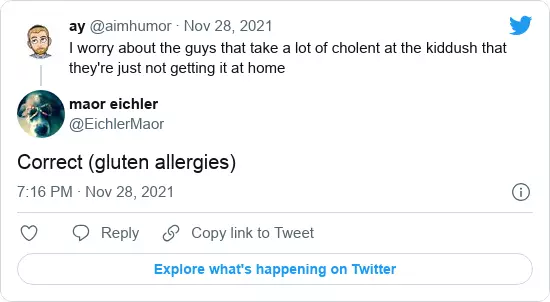 ay @aimhumor · Nov 28, 2021
I worry about the guys that take a lot of cholent at the kiddush that
they're just not getting it at home
maor eichler
@EichlerMaor
Correct (gluten allergies)
7:16 PM · Nov 28, 2021
Reply
Copy link to Tweet
Explore what's happening on Twitter